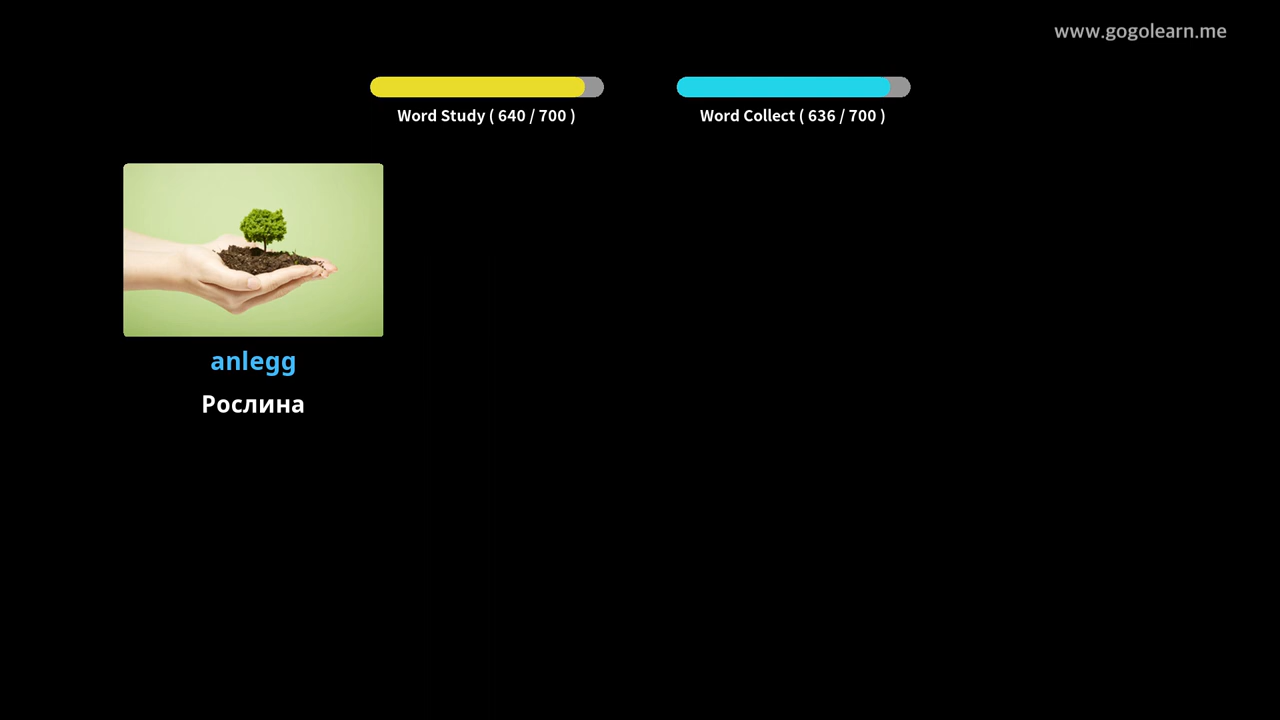 www.gogolearn.me
Word Study ( 640 / 700 )
Word Collect ( 636 / 700 )
anlegg
Рослина